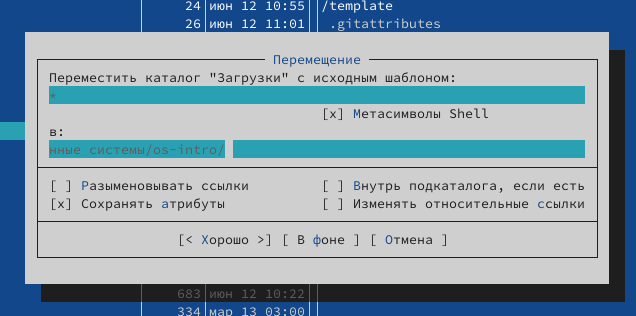 24 июн 12 10:55 /template
26 июн 12 11:01 .gitattributes
Перемещение
Переместить каталог "Загрузки" с исходным шаблоном:
*
[x] Метасимволы Shell
в:
нные системы/os-intro/
[ ] Разыменовывать ссылки [ ] Внутрь подкаталога, если есть
[x] Сохранять атрибуты [ ] Изменять относительные ссылки
[< Хорошо >] [ В фоне ] [ Отмена ]
683 июн 12 10:22
334 мар 13 03:00